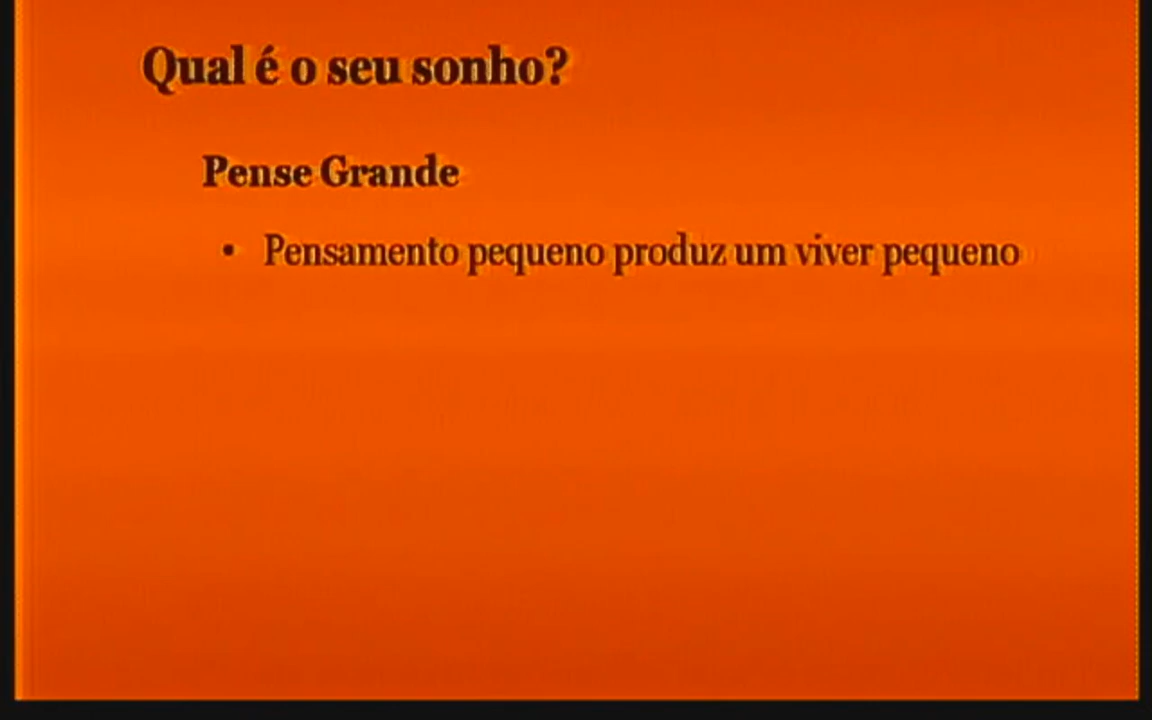 Qual é o seu sonho?
Pense Grande
• Pensamento pequeno produz um viver pequeno